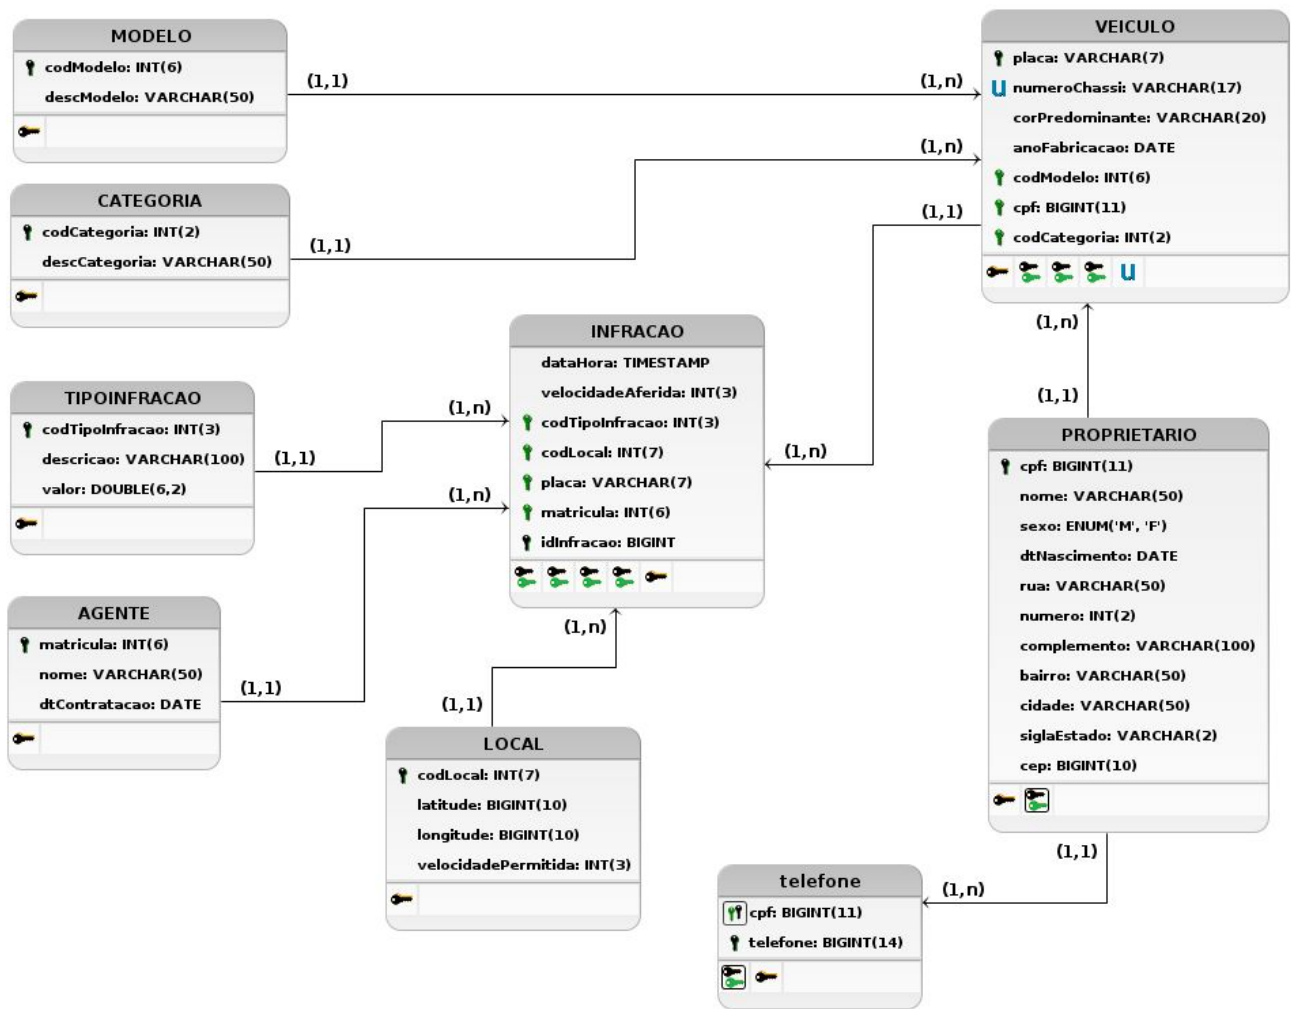 MODELO
codModelo: INT(6)
descModelo: VARCHAR(50)
(1,1)
(1,n)
VEICULO
placa: VARCHAR(7)
U numeroChassi: VARCHAR(17)
corPredominante: VARCHAR(20)
anoFabricacao: DATE
codModelo: INT(6)
cpf: BIGINT(11)
codCategoria: INT(2)
U
CATEGORIA
codCategoria: INT(2)
descCategoria: VARCHAR(50)
(1,1)
(1,n)
(1,1)
(1,n)
INFRACAO
dataHora: TIMESTAMP
velocidadeAferida: INT(3)
codTipoInfracao: INT(3)
codLocal: INT(7)
placa: VARCHAR(7)
matricula: INT(6)
idInfracao: BIGINT
TIPOINFRACAO
codTipoInfracao: INT(3)
descricao: VARCHAR(100)
valor: DOUBLE(6,2)
(1,1)
(1,n)
AGENTE
matricula: INT(6)
nome: VARCHAR(50)
dtContratacao: DATE
(1,1)
(1,n)
(1,n)
(1,1)
LOCAL
codLocal: INT(7)
latitude: BIGINT(10)
longitude: BIGINT(10)
velocidadePermitida: INT(3)
(1,n)
(1,1)
PROPRIETARIO
cpf: BIGINT(11)
nome: VARCHAR(50)
sexo: ENUM('M', 'F')
dtNascimento: DATE
rua: VARCHAR(50)
numero: INT(2)
complemento: VARCHAR(100)
bairro: VARCHAR(50)
cidade: VARCHAR(50)
siglaEstado: VARCHAR(2)
cep: BIGINT(10)
(1,1)
(1,n)
telefone
cpf: BIGINT(11)
telefone: BIGINT(14)